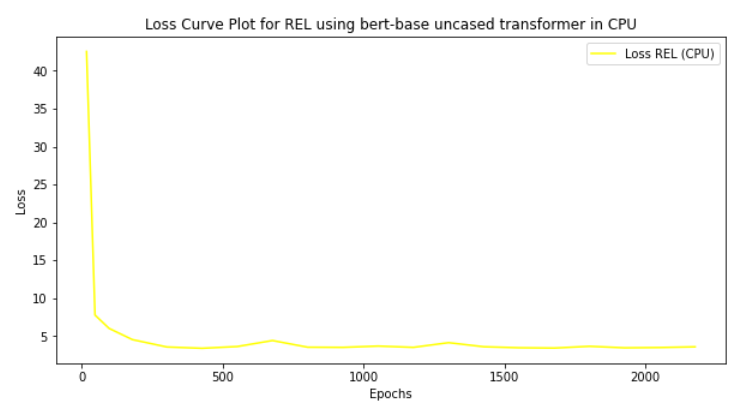 Loss Curve Plot for REL using bert-base uncased transformer in CPU
Loss REL (CPU)
40
35
30
25
20
15
10
5
Loss
0 500 1000 1500 2000
Epochs